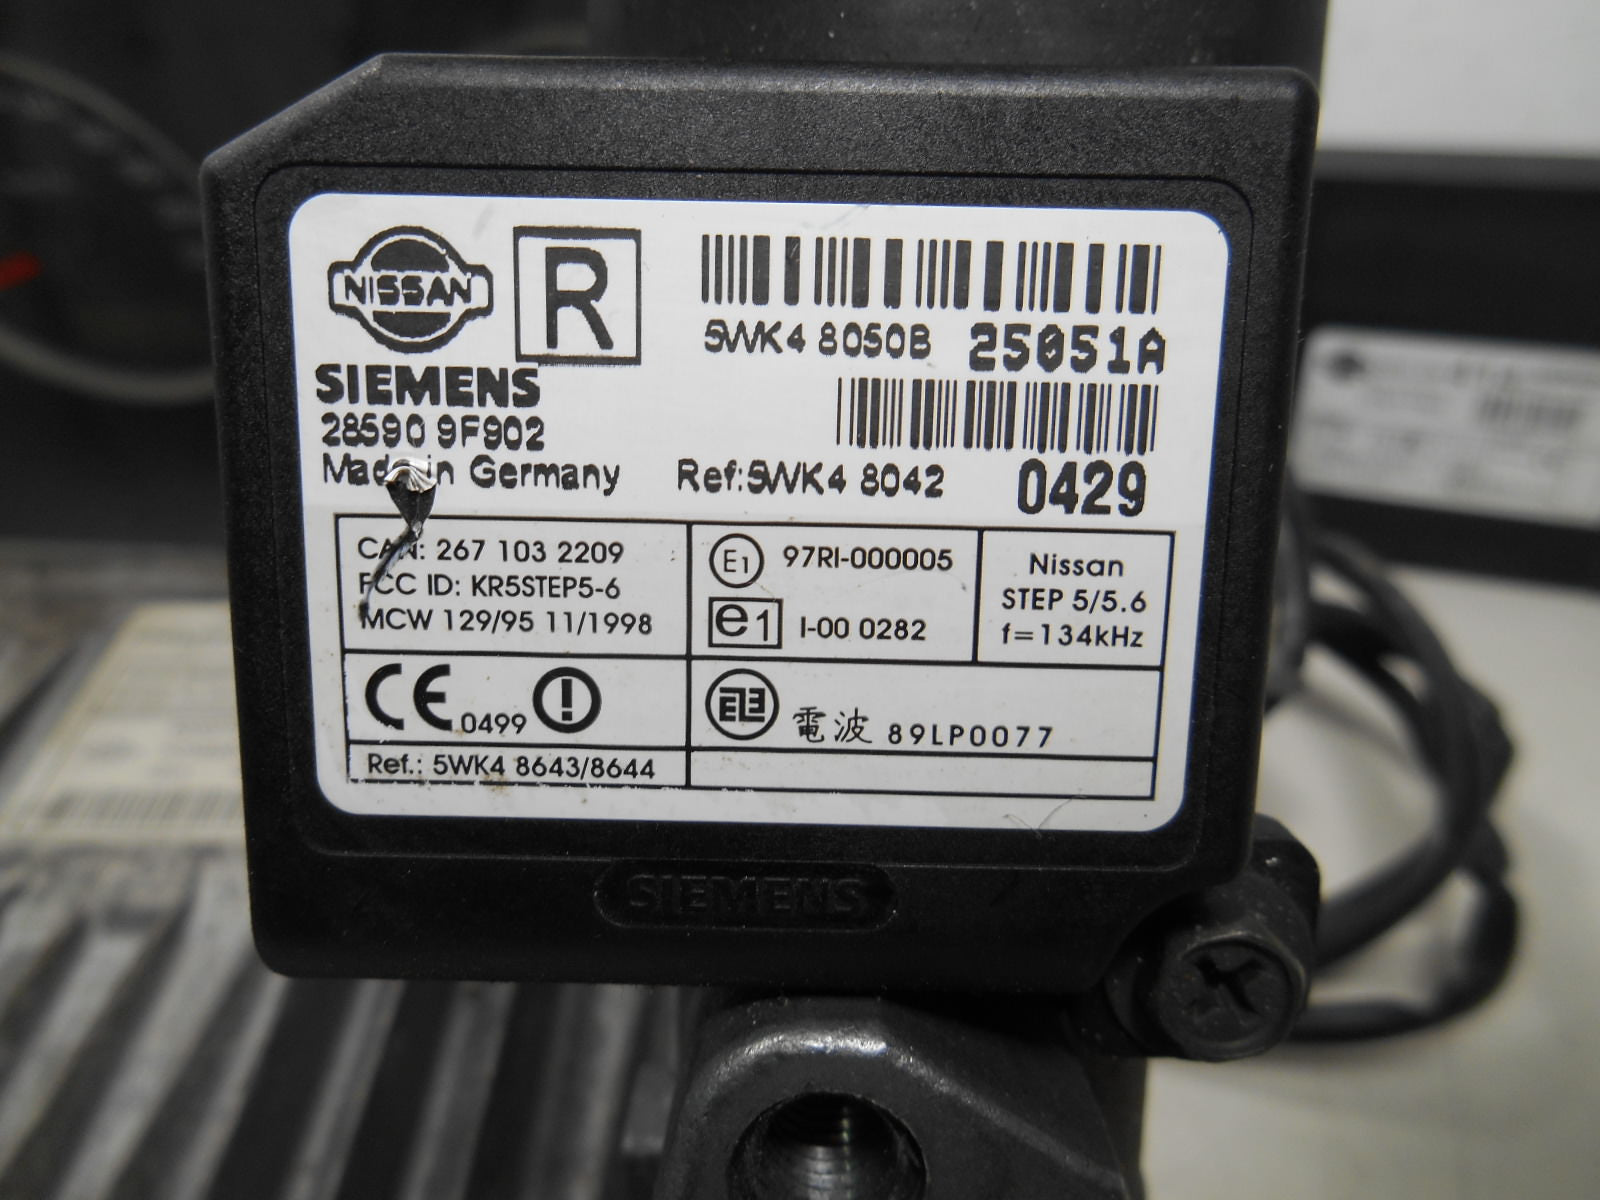 NISSAN
R
5WK4 8050B 25051A
SIEMENS
28590 9F902
Made in Germany
Ref:5WK4 8042 0429
CAN: 267 103 2209
FCC ID: KR5STEP5-6
MCW 129/95 11/1998
E1 97RI-000005
e1 I-00 0282
Nissan
STEP 5/5.6
f=134kHz
CE 0499
電波 89LP0077
Ref.: 5WK4 8643/8644
SIEMENS